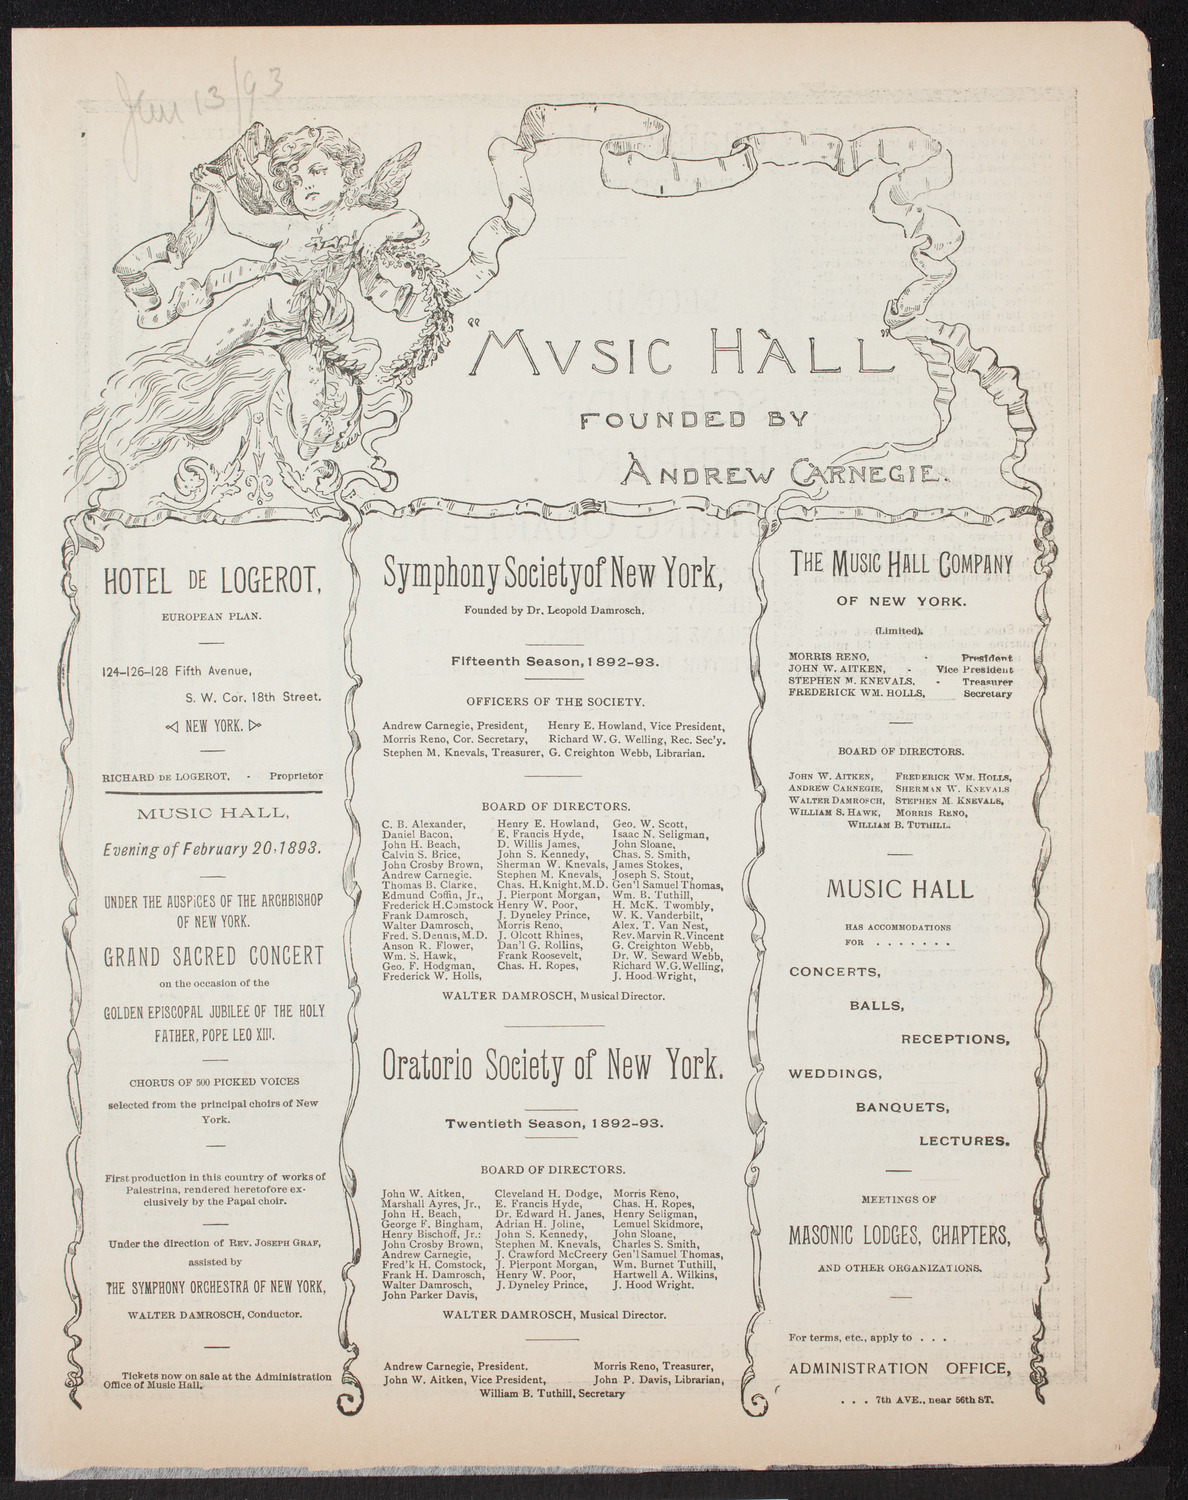 Jan 13/93
"MVSIC HALL"
FOUNDED BY
ANDREW CARNEGIE.
HOTEL DE LOGEROT,
EUROPEAN PLAN.
124–126–128 Fifth Avenue,
S. W. Cor. 18th Street.
NEW YORK.
RICHARD DE LOGEROT, - Proprietor
MUSIC HALL,
Evening of February 20, 1893.
UNDER THE AUSPICES OF THE ARCHBISHOP
OF NEW YORK.
GRAND SACRED CONCERT
on the occasion of the
GOLDEN EPISCOPAL JUBILEE OF THE HOLY
FATHER, POPE LEO XIII.
CHORUS OF 500 PICKED VOICES
selected from the principal choirs of New
York.
First production in this country of works of
Palestrina, rendered heretofore ex-
clusively by the Papal choir.
Under the direction of REV. JOSEPH GRAF,
assisted by
THE SYMPHONY ORCHESTRA OF NEW YORK,
WALTER DAMROSCH, Conductor.
Tickets now on sale at the Administration
Office of Music Hall.
Symphony Society of New York,
Founded by Dr. Leopold Damrosch.
Fifteenth Season, 1892-93.
OFFICERS OF THE SOCIETY.
Andrew Carnegie, President, Henry E. Howland, Vice President,
Morris Reno, Cor. Secretary, Richard W. G. Welling, Rec. Sec'y.
Stephen M. Knevals, Treasurer, G. Creighton Webb, Librarian.
BOARD OF DIRECTORS.
C. B. Alexander, Henry E. Howland, Geo. W. Scott,
Daniel Bacon, E. Francis Hyde, Isaac N. Seligman,
John H. Beach, D. Willis James, John Sloane,
Calvin S. Brice, John S. Kennedy, Chas. S. Smith,
John Crosby Brown, Sherman W. Knevals, James Stokes,
Andrew Carnegie. Stephen M. Knevals, Joseph S. Stout,
Thomas B. Clarke, Chas. H. Knight, M.D. Gen'l Samuel Thomas,
Edmund Coffin, Jr., J. Pierpont Morgan, Wm. B. Tuthill,
Frederick H. Comstock Henry W. Poor, H. McK. Twombly,
Frank Damrosch, J. Dyneley Prince, W. K. Vanderbilt,
Walter Damrosch, Morris Reno, Alex. T. Van Nest,
Fred. S. Dennis, M.D. J. Olcott Rhines, Rev. Marvin R. Vincent
Anson R. Flower, Dan'l G. Rollins, G. Creighton Webb,
Wm. S. Hawk, Frank Roosevelt, Dr. W. Seward Webb,
Geo. F. Hodgman, Chas. H. Ropes, Richard W. G. Welling,
Frederick W. Holls, J. Hood Wright,
WALTER DAMROSCH, Musical Director.
Oratorio Society of New York.
Twentieth Season, 1892-93.
BOARD OF DIRECTORS.
John W. Aitken, Cleveland H. Dodge, Morris Reno,
Marshall Ayres, Jr., E. Francis Hyde, Chas. H. Ropes,
John H. Beach, Dr. Edward H. Janes, Henry Seligman,
George F. Bingham, Adrian H. Joline, Lemuel Skidmore,
Henry Bischoff, Jr.: John S. Kennedy, John Sloane,
John Crosby Brown, Stephen M. Knevals, Charles S. Smith,
Andrew Carnegie, J. Crawford McCreery Gen'l Samuel Thomas,
Fred'k H. Comstock, J. Pierpont Morgan, Wm. Burnet Tuthill,
Frank H. Damrosch, Henry W. Poor, Hartwell A. Wilkins,
Walter Damrosch, J. Dyneley Prince, J. Hood Wright.
John Parker Davis,
WALTER DAMROSCH, Musical Director.
Andrew Carnegie, President. Morris Reno, Treasurer,
John W. Aitken, Vice President, John P. Davis, Librarian,
William B. Tuthill, Secretary
THE MUSIC HALL COMPANY
OF NEW YORK.
(Limited).
MORRIS RENO, - President
JOHN W. AITKEN, - Vice President
STEPHEN M. KNEVALS, - Treasurer
FREDERICK WM. HOLLS, Secretary
BOARD OF DIRECTORS.
JOHN W. AITKEN, FREDERICK WM. HOLLS,
ANDREW CARNEGIE, SHERMAN W. KNEVALS
WALTER DAMROSCH, STEPHEN M. KNEVALS,
WILLIAM S. HAWK, MORRIS RENO,
WILLIAM B. TUTHILL.
MUSIC HALL
HAS ACCOMMODATIONS
FOR . . . . . . .
CONCERTS,
BALLS,
RECEPTIONS,
WEDDINGS,
BANQUETS,
LECTURES.
MEETINGS OF
MASONIC LODGES, CHAPTERS,
AND OTHER ORGANIZATIONS.
For terms, etc., apply to . . .
ADMINISTRATION OFFICE,
. . . 7th AVE., near 56th ST.